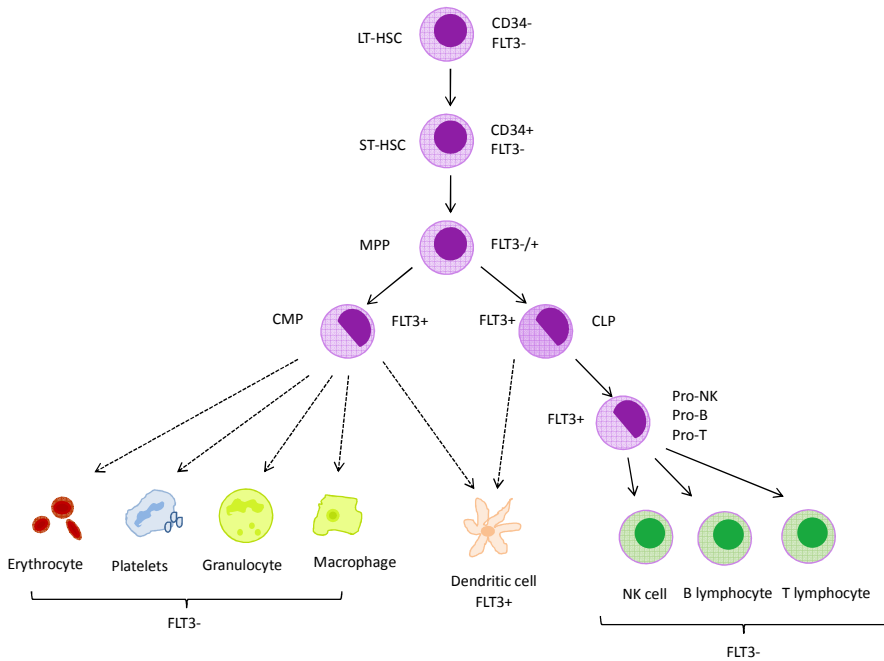 LT-HSC
CD34-
FLT3-
ST-HSC
CD34+
FLT3-
MPP
FLT3-/+
CMP
FLT3+
FLT3+
CLP
FLT3+
Pro-NK
Pro-B
Pro-T
Erythrocyte
Platelets
Granulocyte
Macrophage
Dendritic cell
FLT3+
NK cell
B lymphocyte
T lymphocyte
FLT3-
FLT3-